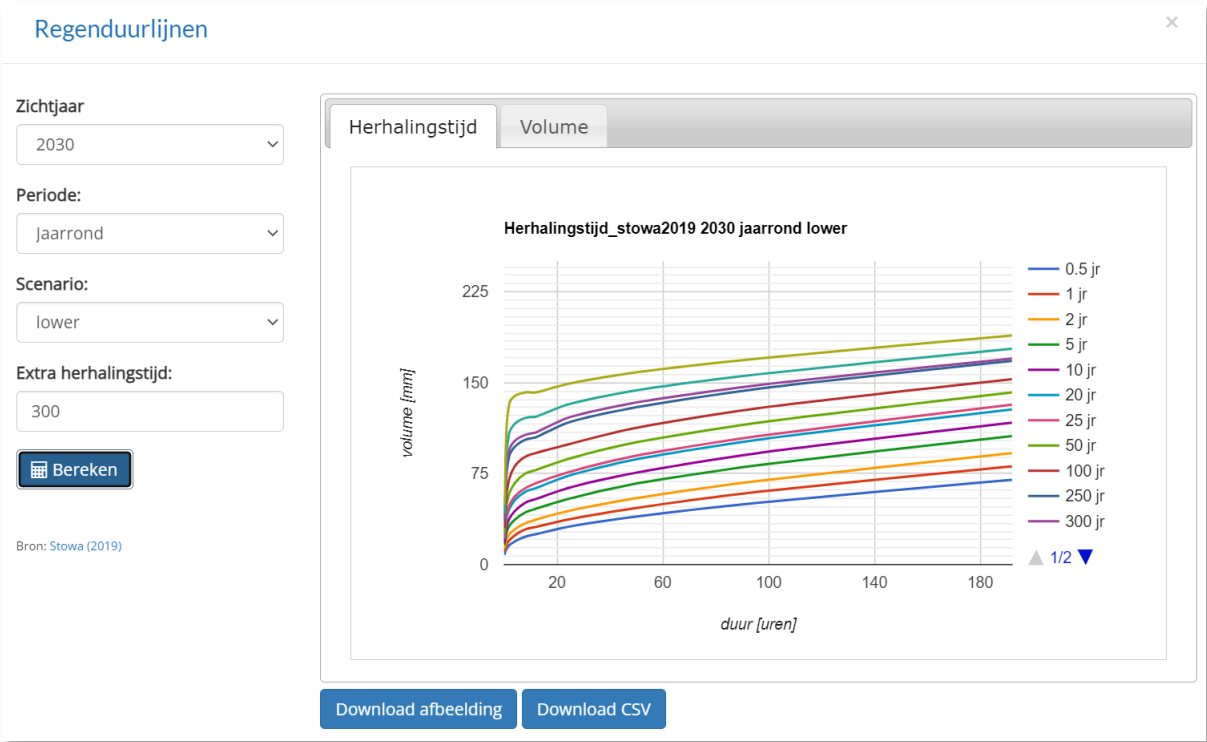 Regenduurlijnen
×
Zichtjaar
2030
Periode:
Jaarrond
Scenario:
lower
Extra herhalingstijd:
300
Bereken
Bron: Stowa (2019)
Herhalingstijd
Volume
Herhalingstijd_stowa2019 2030 jaarrond lower
volume [mm]
225
150
75
0
20 60 100 140 180
duur [uren]
0.5 jr
1 jr
2 jr
5 jr
10 jr
20 jr
25 jr
50 jr
100 jr
250 jr
300 jr
1/2
Download afbeelding
Download CSV